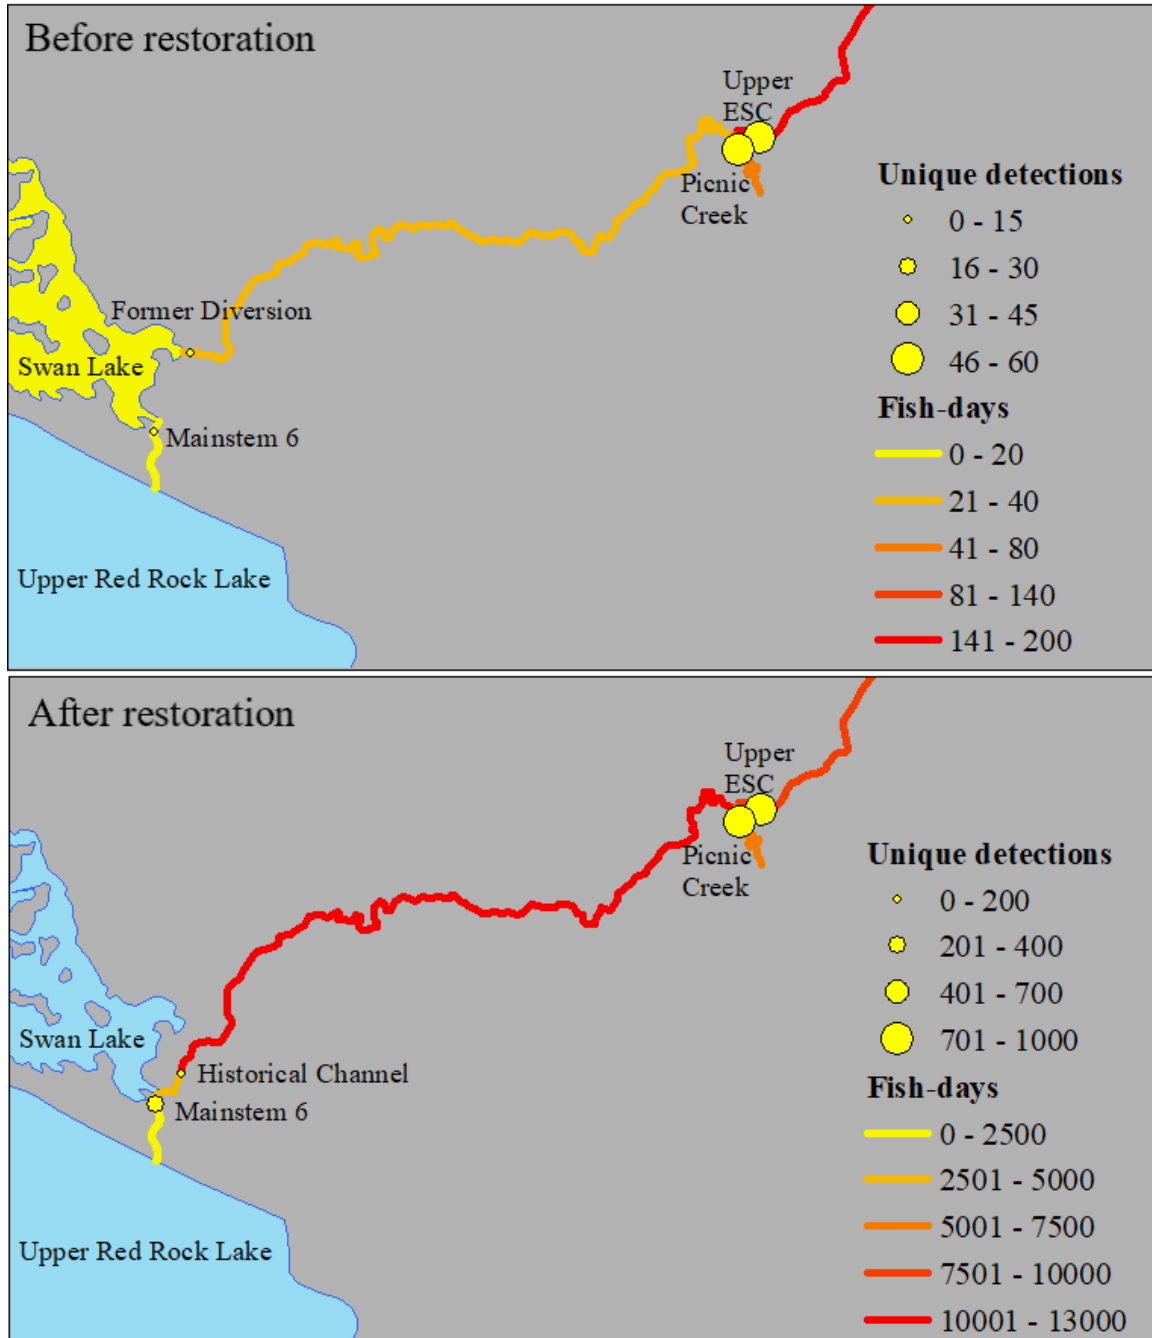 Before restoration
Upper
ESC
Picnic
Creek
Former Diversion
Swan Lake
Mainstem 6
Upper Red Rock Lake
Unique detections
0 - 15
16 - 30
31 - 45
46 - 60
Fish-days
0 - 20
21 - 40
41 - 80
81 - 140
141 - 200
After restoration
Upper
ESC
Picnic
Creek
Swan Lake
Historical Channel
Mainstem 6
Upper Red Rock Lake
Unique detections
0 - 200
201 - 400
401 - 700
701 - 1000
Fish-days
0 - 2500
2501 - 5000
5001 - 7500
7501 - 10000
10001 - 13000